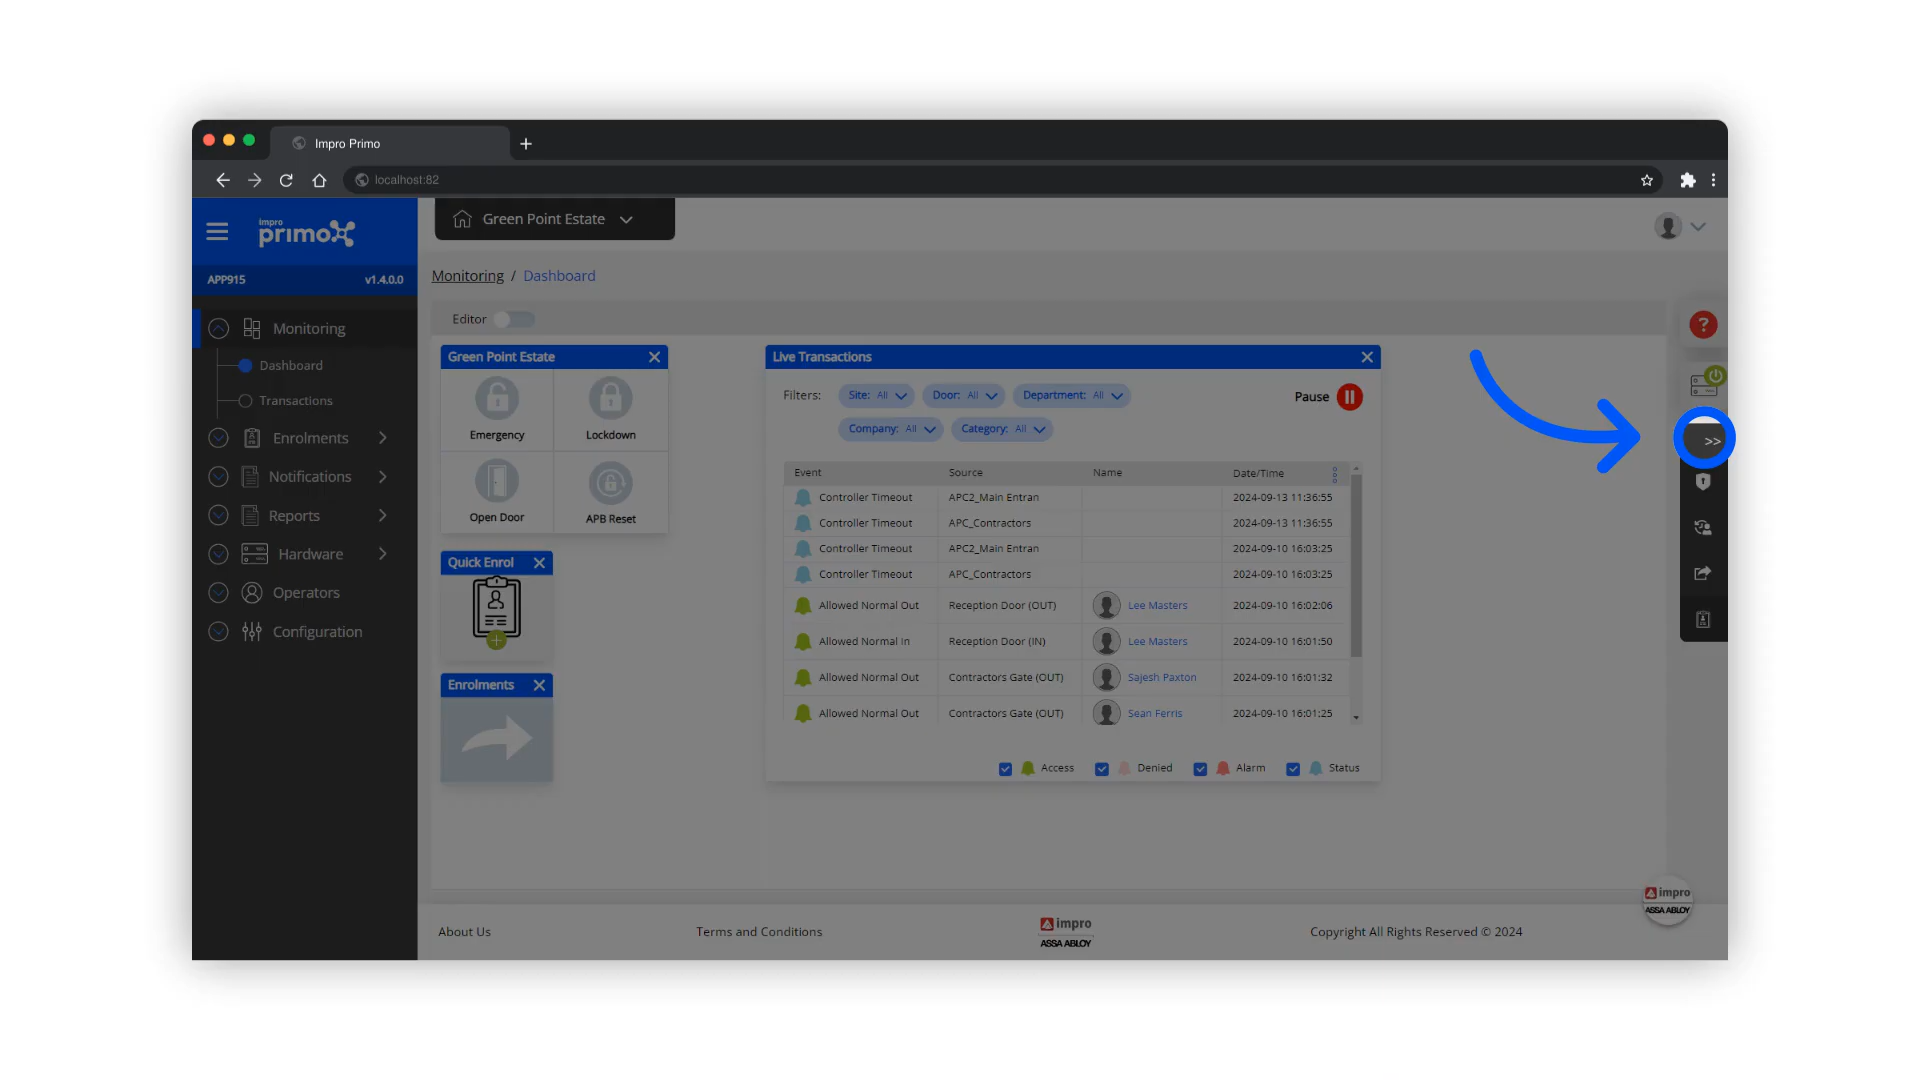 Impro Primo
localhost:82
impro
primo
Green Point Estate
APP915 v1.4.0.0
Monitoring / Dashboard
Editor
Monitoring
Dashboard
Transactions
Enrolments
Notifications
Reports
Hardware
Operators
Configuration
Green Point Estate
Emergency Lockdown
Open Door APB Reset
Quick Enrol
Enrolments
Live Transactions
Filters: Site: All Door: All Department: All Pause
Company: All Category: All
Event Source Name Date/Time
Controller Timeout APC2_Main Entran 2024-09-13 11:36:55
Controller Timeout APC_Contractors 2024-09-13 11:36:55
Controller Timeout APC2_Main Entran 2024-09-10 16:03:25
Controller Timeout APC_Contractors 2024-09-10 16:03:25
Allowed Normal Out Reception Door (OUT) Lee Masters 2024-09-10 16:02:06
Allowed Normal In Reception Door (IN) Lee Masters 2024-09-10 16:01:50
Allowed Normal Out Contractors Gate (OUT) Sajesh Paxton 2024-09-10 16:01:32
Allowed Normal Out Contractors Gate (OUT) Sean Ferris 2024-09-10 16:01:25
Access Denied Alarm Status
?
>>
impro
ASSA ABLOY
About Us Terms and Conditions
impro
ASSA ABLOY
Copyright All Rights Reserved © 2024